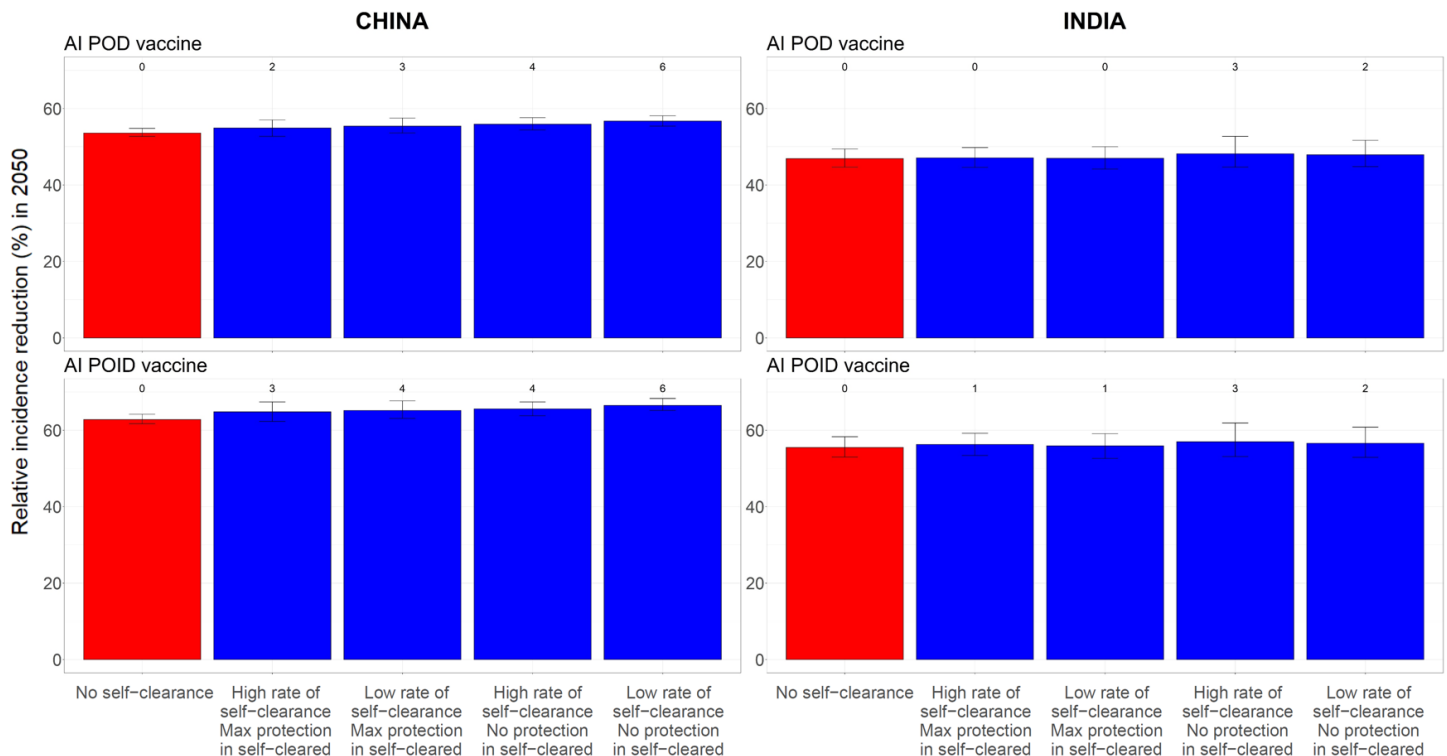 CHINA
INDIA
AI POD vaccine
AI POD vaccine
Relative incidence reduction (%) in 2050
0 2 3 4 6
0 0 0 3 2
60
40
20
0
60
40
20
0
AI POID vaccine
AI POID vaccine
0 3 4 4 6
0 1 1 3 2
60
40
20
0
60
40
20
0
No self−clearance
High rate of
self−clearance
Max protection
in self−cleared
Low rate of
self−clearance
Max protection
in self−cleared
High rate of
self−clearance
No protection
in self−cleared
Low rate of
self−clearance
No protection
in self−cleared
No self−clearance
High rate of
self−clearance
Max protection
in self−cleared
Low rate of
self−clearance
Max protection
in self−cleared
High rate of
self−clearance
No protection
in self−cleared
Low rate of
self−clearance
No protection
in self−cleared